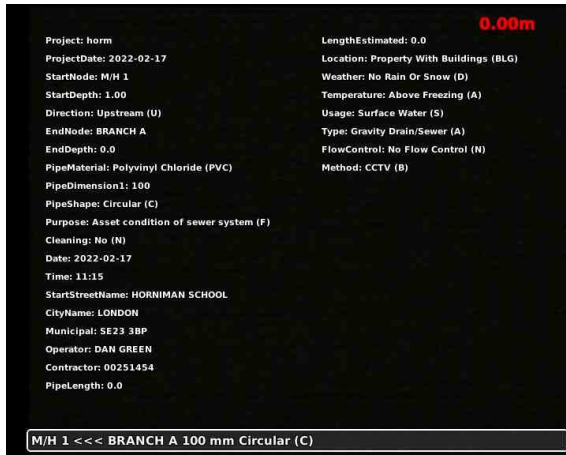 0.00m
Project: horm
ProjectDate: 2022-02-17
StartNode: M/H 1
StartDepth: 1.00
Direction: Upstream (U)
EndNode: BRANCH A
EndDepth: 0.0
PipeMaterial: Polyvinyl Chloride (PVC)
PipeDimension1: 100
PipeShape: Circular (C)
Purpose: Asset condition of sewer system (F)
Cleaning: No (N)
Date: 2022-02-17
Time: 11:15
StartStreetName: HORNIMAN SCHOOL
CityName: LONDON
Municipal: SE23 3BP
Operator: DAN GREEN
Contractor: 00251454
PipeLength: 0.0
LengthEstimated: 0.0
Location: Property With Buildings (BLG)
Weather: No Rain Or Snow (D)
Temperature: Above Freezing (A)
Usage: Surface Water (S)
Type: Gravity Drain/Sewer (A)
FlowControl: No Flow Control (N)
Method: CCTV (B)
M/H 1 <<< BRANCH A 100 mm Circular (C)